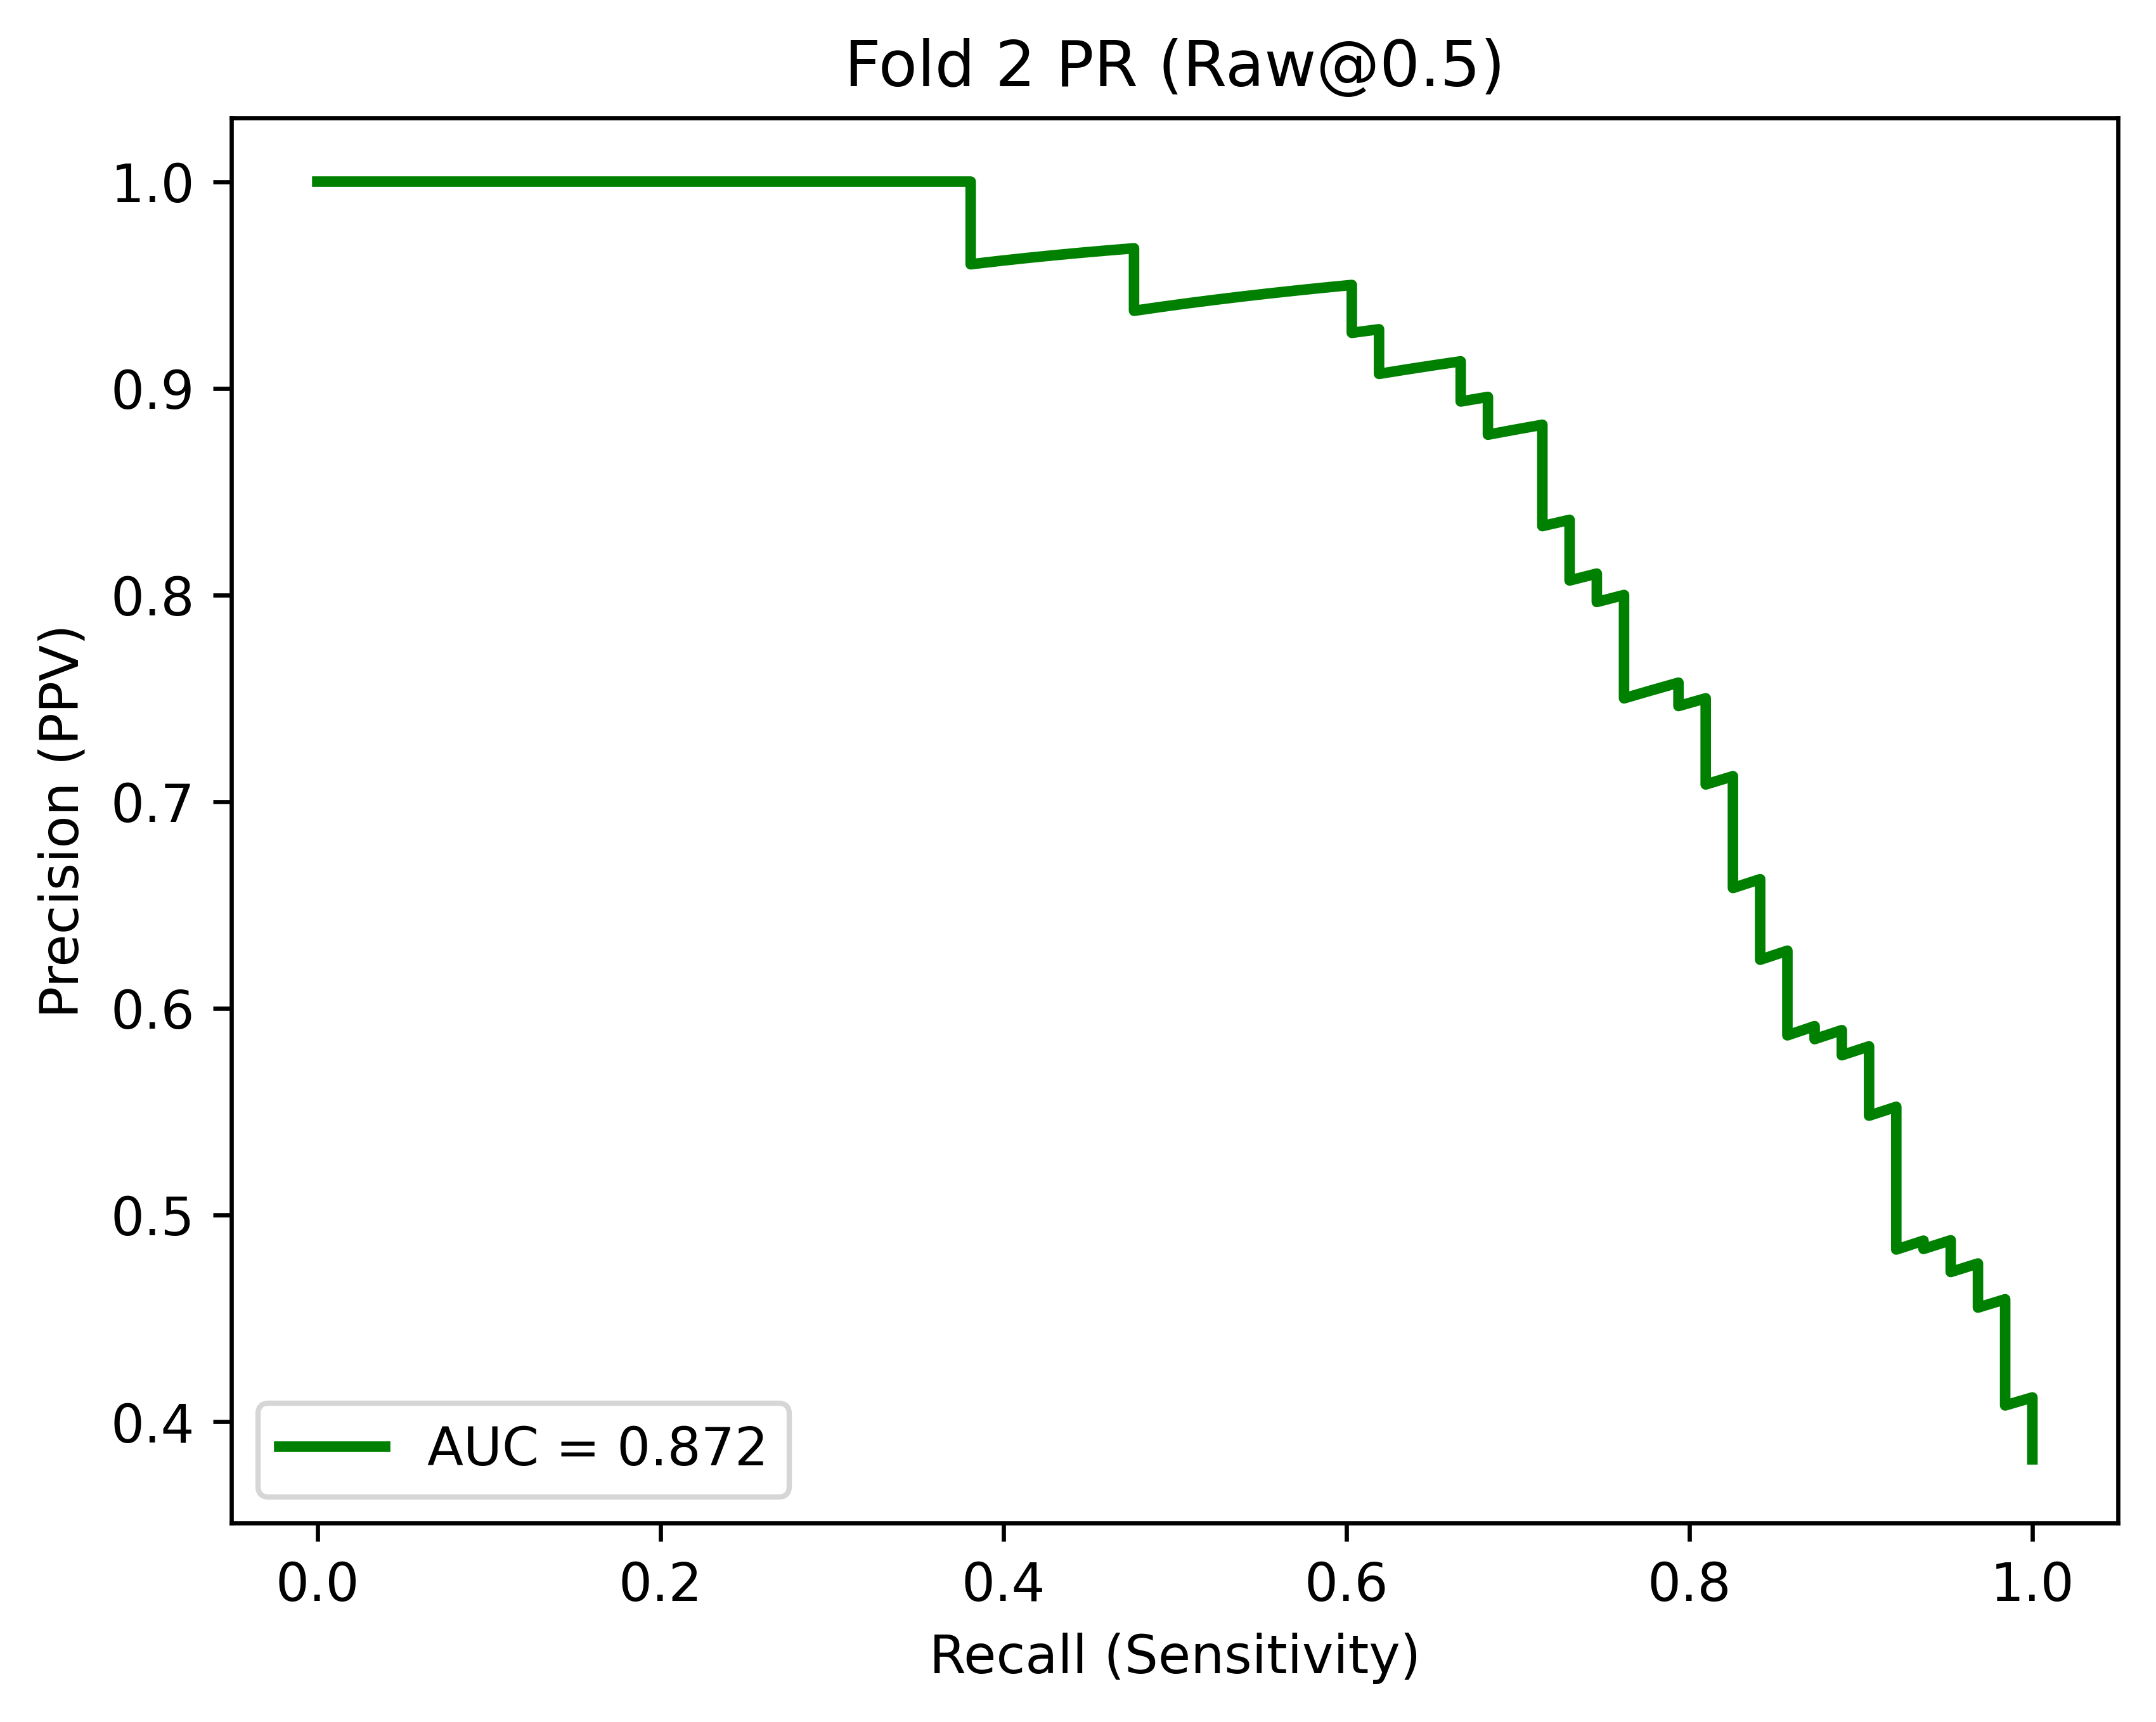 Fold 2 PR (Raw@0.5)
Precision (PPV)
1.0
0.9
0.8
0.7
0.6
0.5
0.4
AUC = 0.872
0.0 0.2 0.4 0.6 0.8 1.0
Recall (Sensitivity)